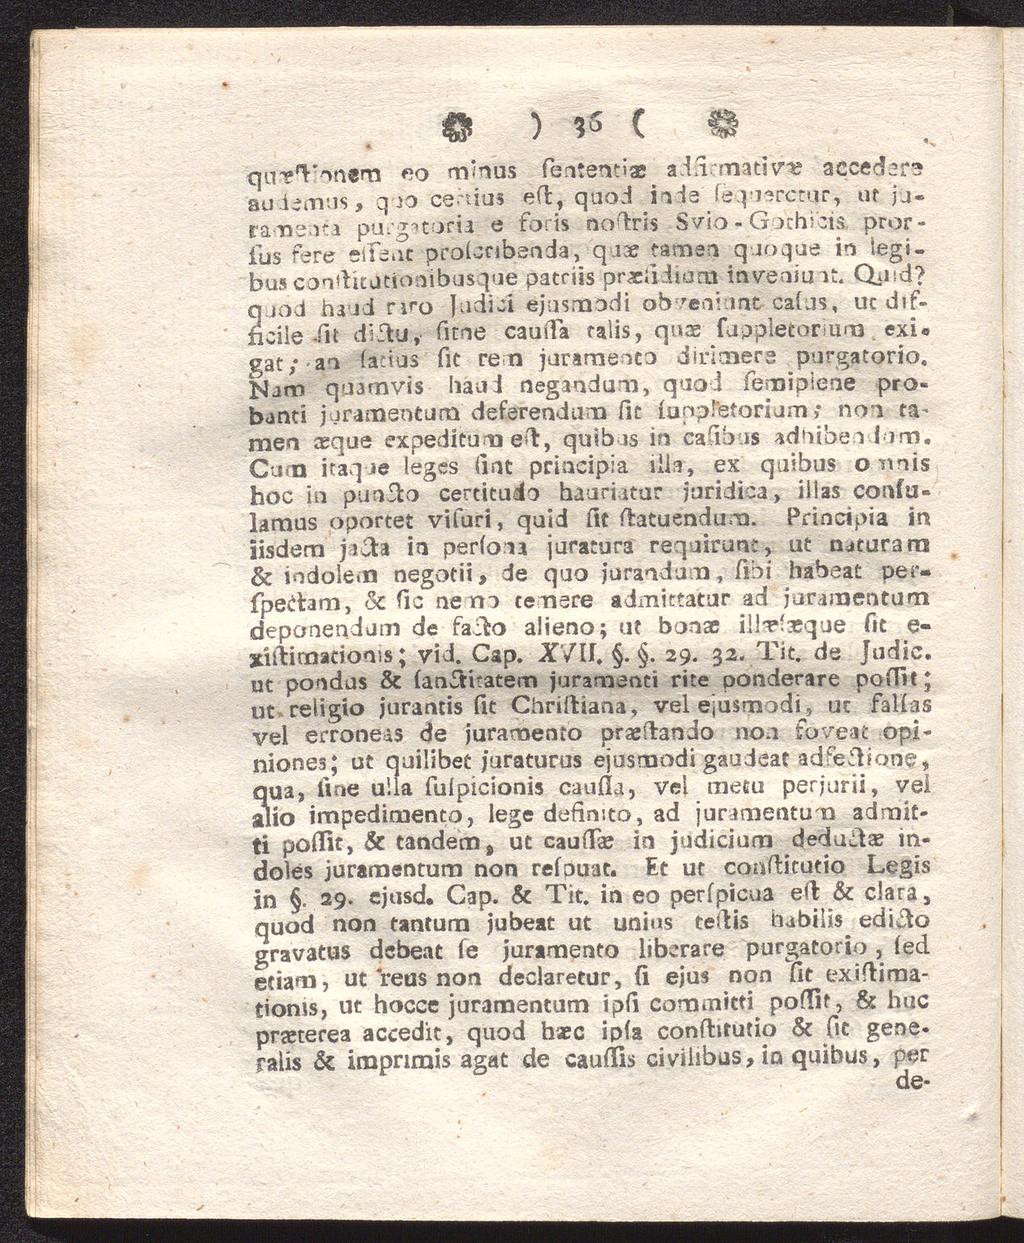 ) 36 (
quæſtionem eo minus ſententiæ adfirmativæ accedere
audemus, quo certius eſt, quod inde ſequeretur, ut ju-
ramenta purgatoria e foris noſtris Svio-Gothicis pror-
ſus fere eſſent proſcribenda, quæ tamen quoque in legi-
bus conſtitutionibusque patriis præſidium inveniunt. Quid?
quod haud raro Judici ejusmodi obveniunt caſus, ut dif-
ficile ſit dictu, ſitne cauſſa talis, quæ ſuppletorium exi-
gat; an ſatius ſit rem juramento dirimere purgatorio.
Nam quamvis haud negandum, quod ſemiplene pro-
banti juramentum deferendum ſit ſuppletorium; non ta-
men æque expeditum eſt, quibus in caſibus adhibendum.
Cum itaque leges ſint principia illa, ex quibus omnis
hoc in puncto certitudo hauriatur juridica, illas conſu-
lamus oportet viſuri, quid ſit ſtatuendum. Principia in
iisdem jacta in perſona juratura requirunt, ut naturam
& indolem negotii, de quo jurandum, ſibi habeat per-
ſpectam, & ſic nemo temere admittatur ad juramentum
deponendum de facto alieno; ut bonæ illæſæque ſit e-
xiſtimationis; vid. Cap. XVII. §. §. 29. 32. Tit. de Judic.
ut pondus & ſanctitatem juramenti rite ponderare poſſit;
ut religio jurantis ſit Chriſtiana, vel ejusmodi, ut falſas
vel erroneas de juramento præſtando non foveat opi-
niones; ut quilibet juraturus ejusmodi gaudeat adfectione,
qua, ſine ulla ſuſpicionis cauſſa, vel metu perjurii, vel
alio impedimento, lege definito, ad juramentum admit-
ti poſſit, & tandem, ut cauſſæ in judicium deductæ in-
doles juramentum non reſpuat. Et ut conſtitutio Legis
in §. 29. ejusd. Cap. & Tit. in eo perſpicua eſt & clara,
quod non tantum jubeat ut unius teſtis habilis edicto
gravatus debeat ſe juramento liberare purgatorio, ſed
etiam, ut reus non declaretur, ſi ejus non ſit exiſtima-
tionis, ut hocce juramentum ipſi committi poſſit, & huc
præterea accedit, quod hæc ipſa conſtitutio & ſit gene-
ralis & imprimis agat de cauſſis civilibus, in quibus, per
de-